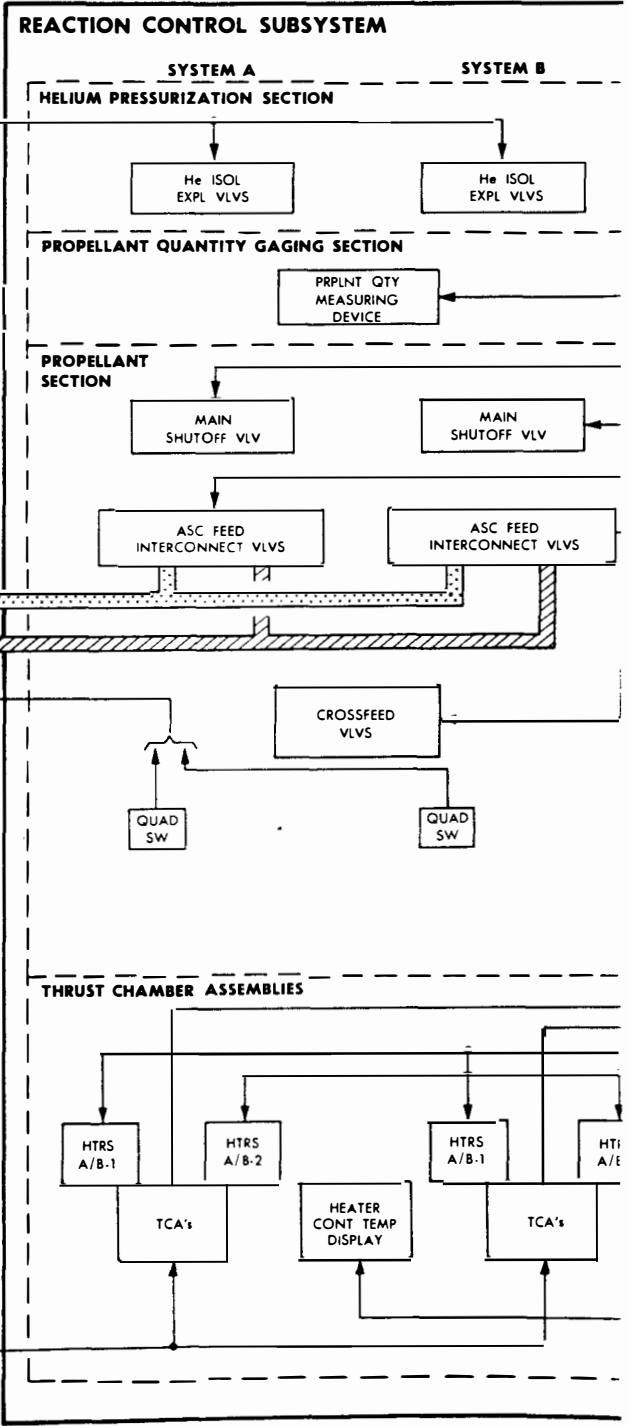 REACTION CONTROL SUBSYSTEM
SYSTEM A
SYSTEM B
HELIUM PRESSURIZATION SECTION
He ISOL
EXPL VLVS
He ISOL
EXPL VLVS
PROPELLANT QUANTITY GAGING SECTION
PRPLNT QTY
MEASURING
DEVICE
PROPELLANT
SECTION
MAIN
SHUTOFF VLV
MAIN
SHUTOFF VLV
ASC FEED
INTERCONNECT VLVS
ASC FEED
INTERCONNECT VLVS
CROSSFEED
VLVS
QUAD
SW
QUAD
SW
THRUST CHAMBER ASSEMBLIES
HTRS
A/B-1
HTRS
A/B-2
HTRS
A/B-1
TCA's
HEATER
CONT TEMP
DISPLAY
TCA's